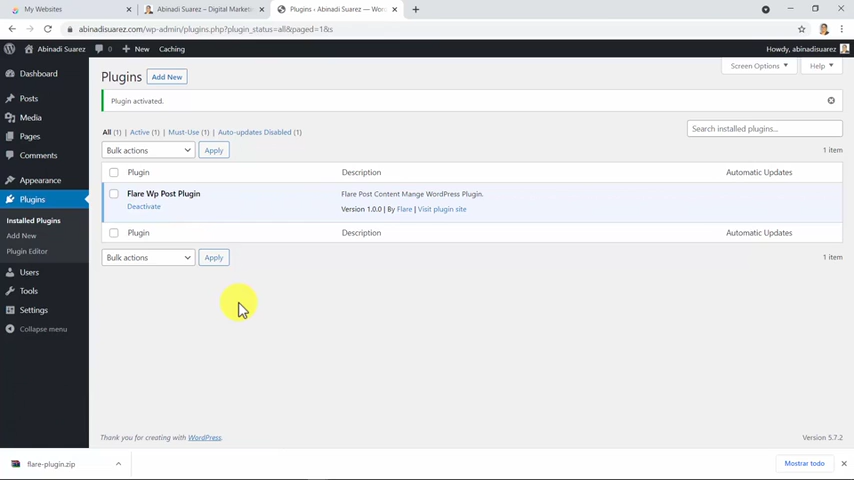 My Websites
Abinadi Suarez – Digital Marketi
Plugins ‹ Abinadi Suarez — Wor
abinadisuarez.com/wp-admin/plugins.php?plugin_status=all&paged=1&s
Abinadi Suarez 0 New Caching
Howdy, abinadisuarez
Dashboard
Posts
Media
Pages
Comments
Appearance
Plugins
Installed Plugins
Add New
Plugin Editor
Users
Tools
Settings
Collapse menu
Screen Options Help
Plugins Add New
Plugin activated.
All (1) | Active (1) | Must-Use (1) | Auto-updates Disabled (1)
Search installed plugins...
Bulk actions Apply
1 item
Plugin Description Automatic Updates
Flare Wp Post Plugin
Deactivate
Flare Post Content Mange WordPress Plugin.
Version 1.0.0 | By Flare | Visit plugin site
Plugin Description Automatic Updates
Bulk actions Apply
1 item
Thank you for creating with WordPress.
Version 5.7.2
flare-plugin.zip
Mostrar todo